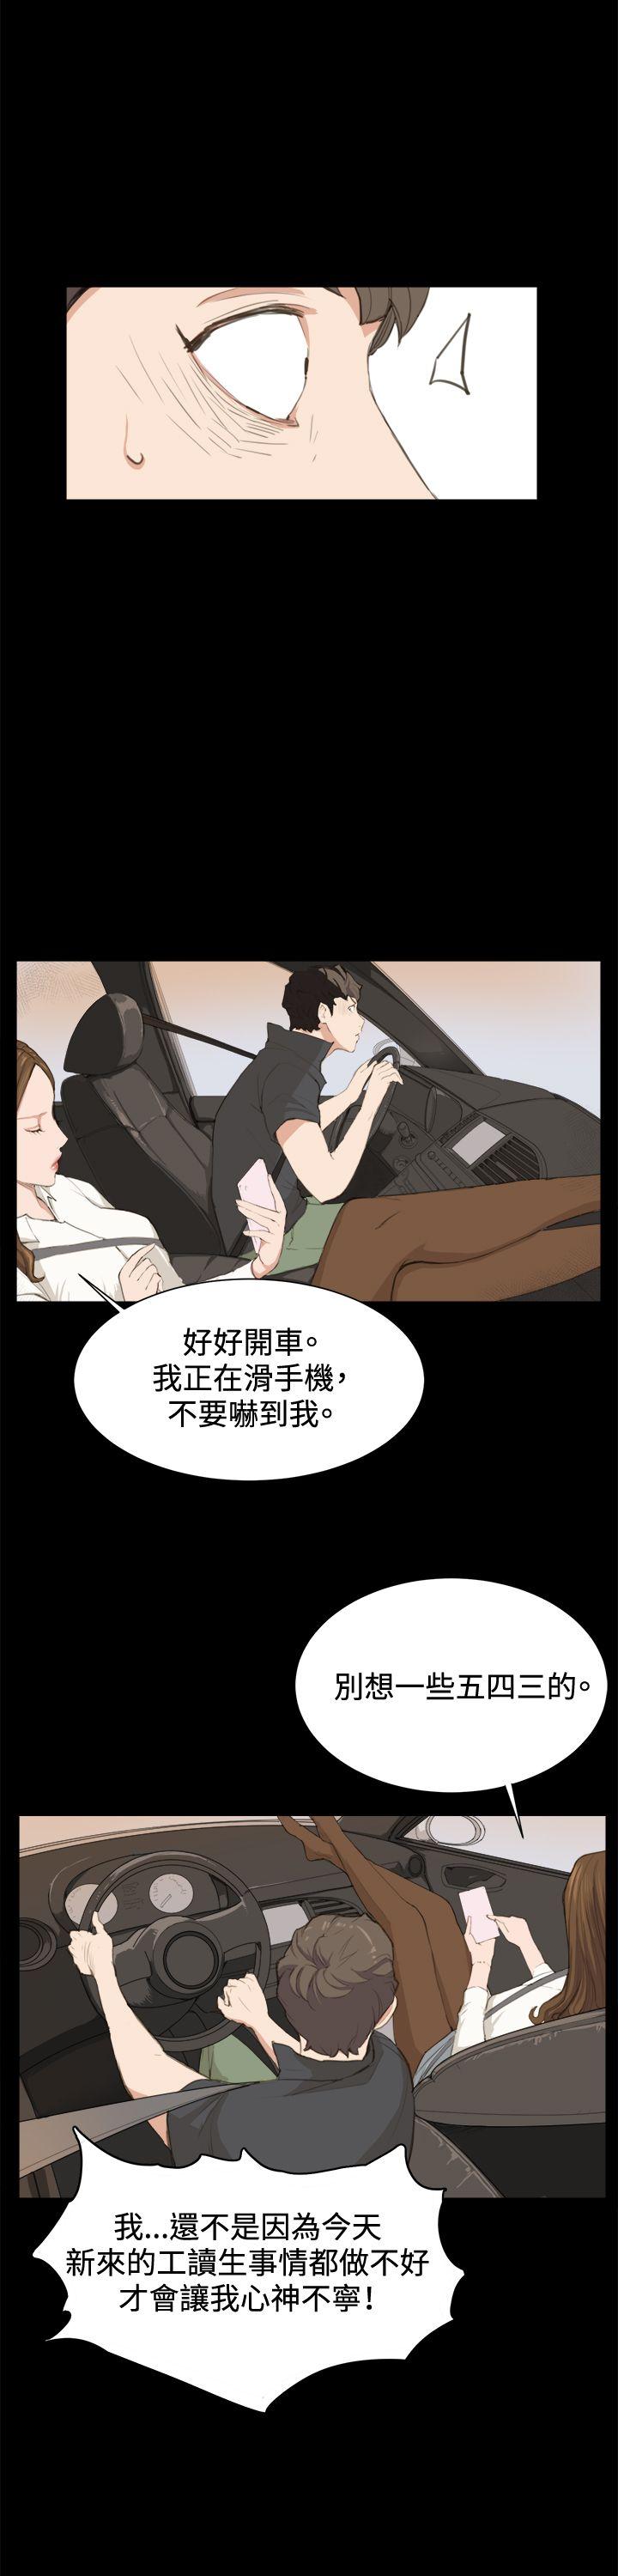 好好開車。
我正在滑手機，
不要嚇到我。
別想一些五四三的。
我...還不是因為今天
新來的工讀生事情都做不好
才會讓我心神不寧！